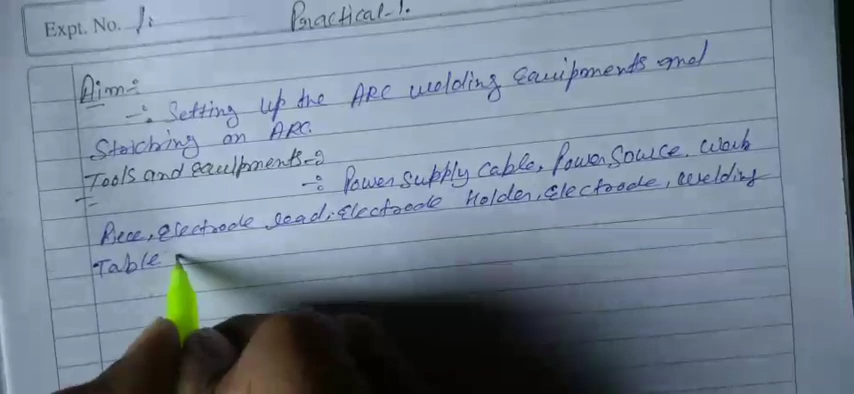 Expt. No. 1:
Practical-1.
Aim:-
-: Setting up the ARC welding Equipments and
Striching an ARC.
Tools and equipments-:
-: Power supply cable, Power source, work
Piece, Electrode lead, Electrode Holder, Electrode, welding
Table